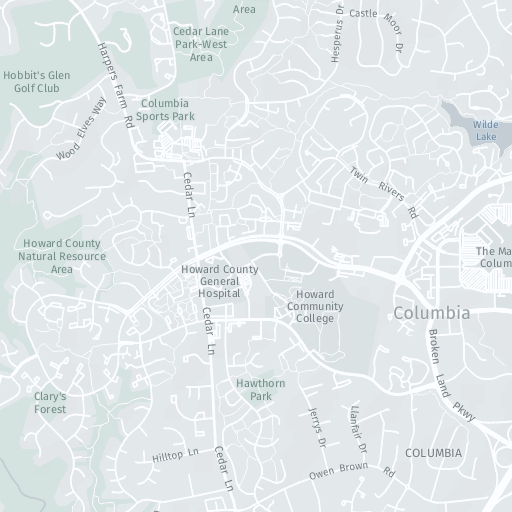 Area
Castle Moor Dr
Hesperus Dr
Cedar Lane
Park-West
Area
Harpers Farm Rd
Hobbit's Glen
Golf Club
Columbia
Sports Park
Wood Elves Way
Wilde
Lake
Twin Rivers Rd
Cedar Ln
Howard County
Natural Resource
Area
The Ma
Colum
Howard County
General
Hospital
Howard
Community
College
Columbia
Cedar Ln
Broken Land Pkwy
Hawthorn
Park
Clary's
Forest
Jerrys Dr
Llanfair Dr
Hilltop Ln
Cedar Ln
Owen Brown Rd
COLUMBIA